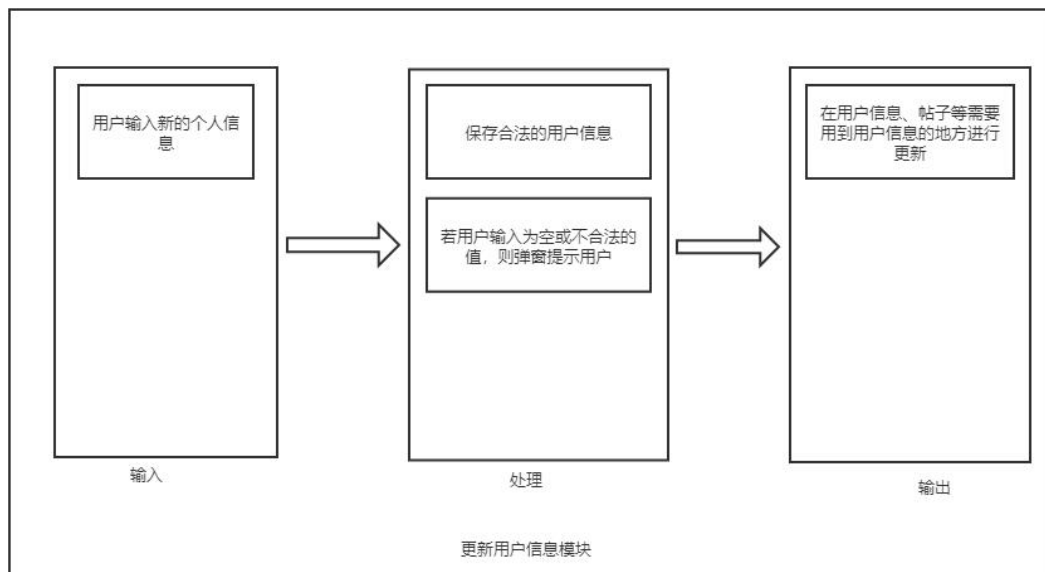 用户输入新的个人信
息
保存合法的用户信息
若用户输入为空或不合法的
值，则弹窗提示用户
在用户信息、帖子等需要
用到用户信息的地方进行
更新
输入
处理
输出
更新用户信息模块